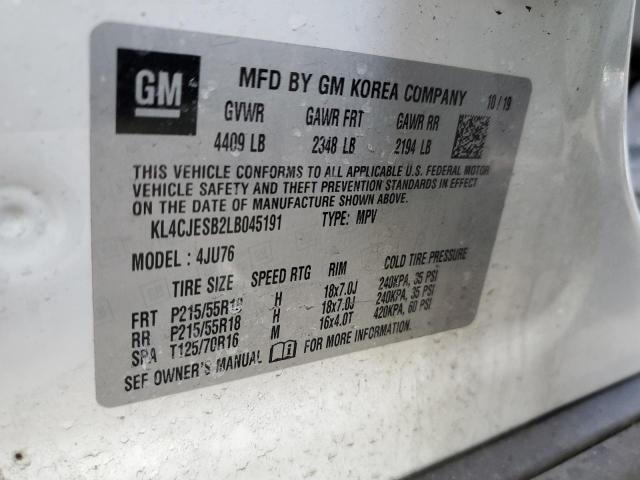 GM
MFD BY GM KOREA COMPANY 10/19
GVWR GAWR FRT GAWR RR
4409 LB 2348 LB 2194 LB
THIS VEHICLE CONFORMS TO ALL APPLICABLE U.S. FEDERAL MOTOR
VEHICLE SAFETY AND THEFT PREVENTION STANDARDS IN EFFECT
ON THE DATE OF MANUFACTURE SHOWN ABOVE.
KL4CJESB2LB045191 TYPE: MPV
MODEL: 4JU76
TIRE SIZE SPEED RTG RIM COLD TIRE PRESSURE
FRT P215/55R18 H 18x7.0J 240KPA, 35 PSI
RR P215/55R18 H 18x7.0J 240KPA, 35 PSI
SPA T125/70R16 M 16x4.0T 420KPA, 60 PSI
SEE OWNER'S MANUAL FOR MORE INFORMATION.